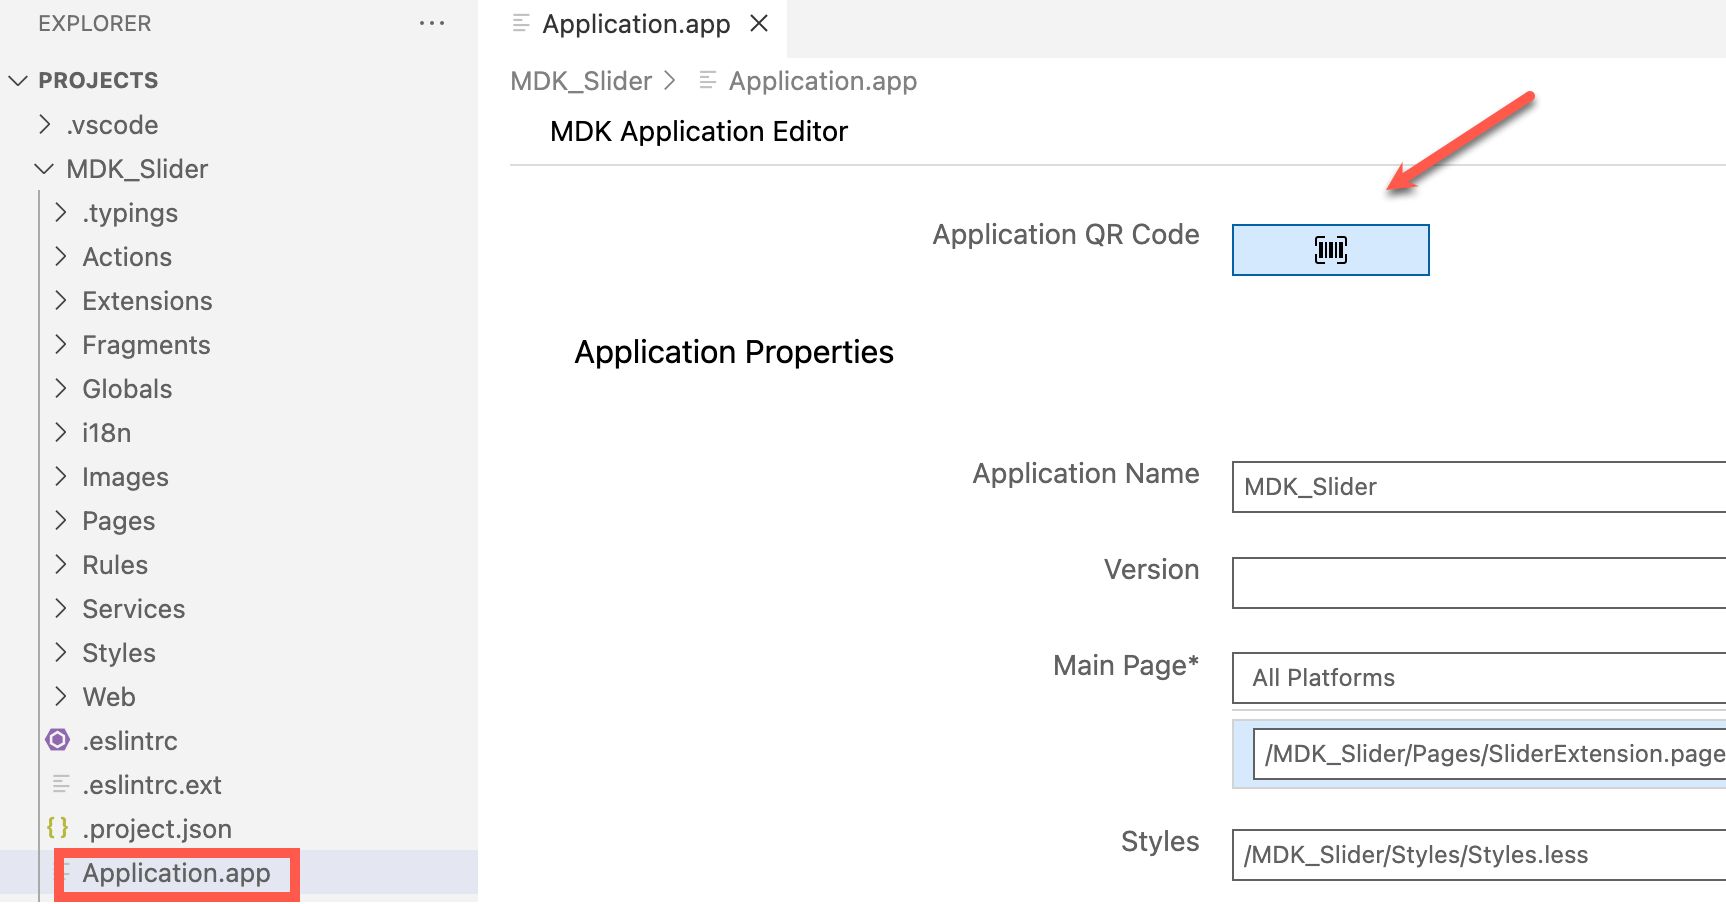 EXPLORER
PROJECTS
.vscode
MDK_Slider
.typings
Actions
Extensions
Fragments
Globals
i18n
Images
Pages
Rules
Services
Styles
Web
.eslintrc
.eslintrc.ext
{} .project.json
Application.app
Application.app
MDK_Slider > Application.app
MDK Application Editor
Application QR Code
Application Properties
Application Name MDK_Slider
Version
Main Page* All Platforms
/MDK_Slider/Pages/SliderExtension.page
Styles /MDK_Slider/Styles/Styles.less